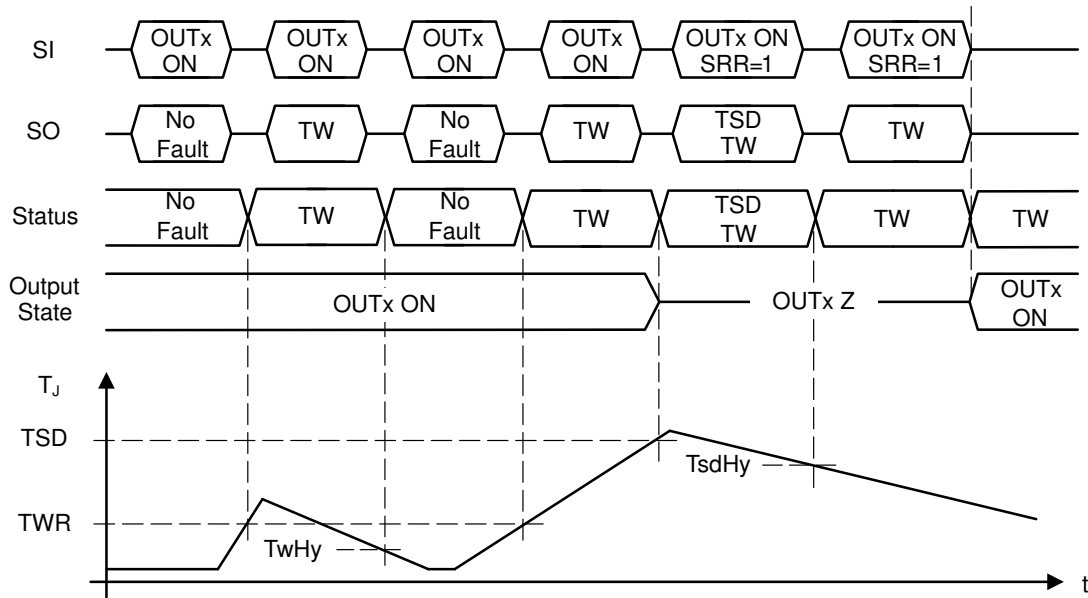 SI
OUTx
ON
OUTx
ON
OUTx
ON
OUTx
ON
OUTx ON
SRR=1
OUTx ON
SRR=1
SO
No
Fault
TW
No
Fault
TW
TSD
TW
TW
Status
No
Fault
TW
No
Fault
TW
TSD
TW
TW
TW
Output
State
OUTx ON
OUTx Z
OUTx
ON
TJ
TSD
TsdHy
TWR
TwHy
t